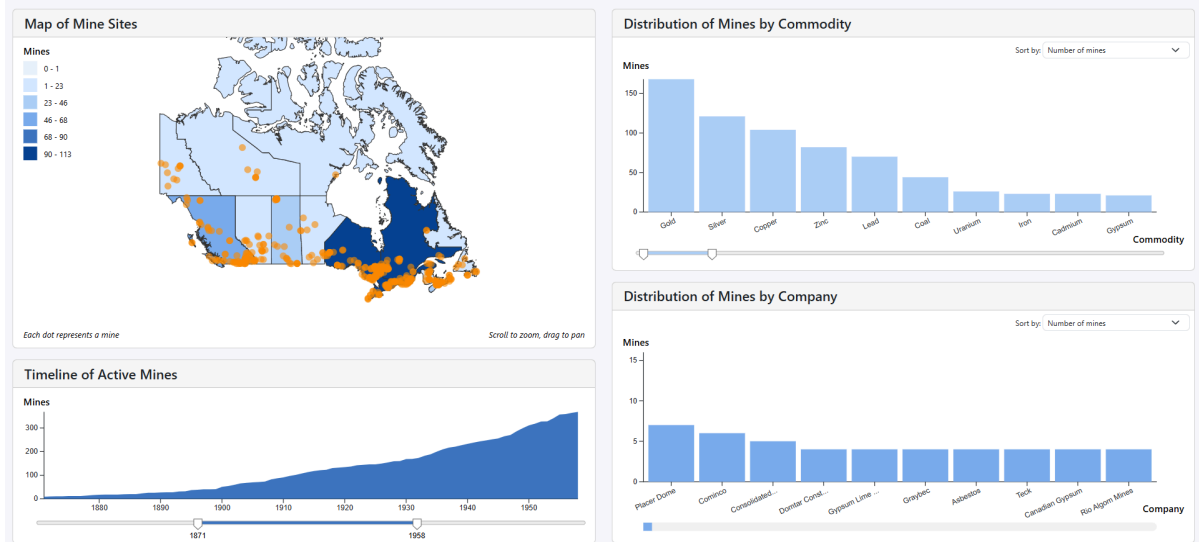 Map of Mine Sites
Mines
0 - 1
1 - 23
23 - 46
46 - 68
68 - 90
90 - 113
Each dot represents a mine
Scroll to zoom, drag to pan
Timeline of Active Mines
Mines
300
200
100
0
1880
1890
1900
1910
1920
1930
1940
1950
1871
1958
Distribution of Mines by Commodity
Sort by:
Number of mines
Mines
150
100
50
0
Gold
Silver
Copper
Zinc
Lead
Coal
Uranium
Iron
Cadmium
Gypsum
Commodity
Distribution of Mines by Company
Sort by:
Number of mines
Mines
15
10
5
0
Placer Dome
Cominco
Consolidated...
Domtar Const...
Gypsum Lime ...
Graybec
Asbestos
Teck
Canadian Gypsum
Rio Algom Mines
Company